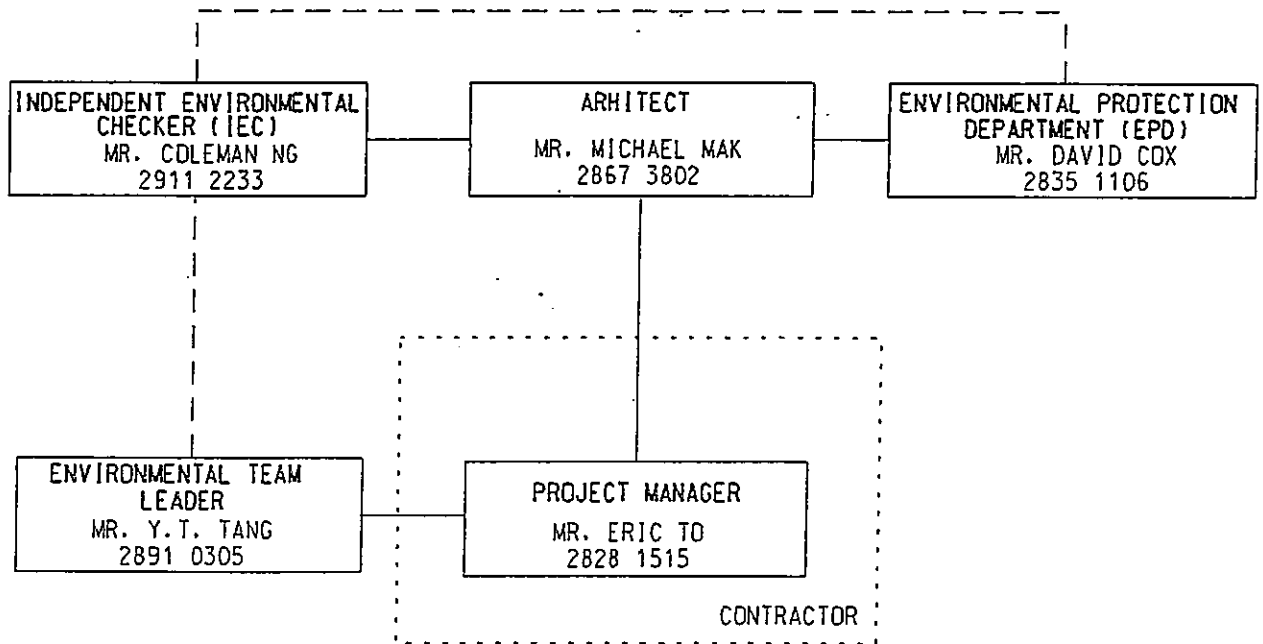 INDEPENDENT ENVIRONMENTAL
CHECKER (IEC)
MR. COLEMAN NG
2911 2233
ARHITECT
MR. MICHAEL MAK
2867 3802
ENVIRONMENTAL PROTECTION
DEPARTMENT (EPD)
MR. DAVID COX
2835 1106
ENVIRONMENTAL TEAM
LEADER
MR. Y.T. TANG
2891 0305
PROJECT MANAGER
MR. ERIC TO
2828 1515
CONTRACTOR